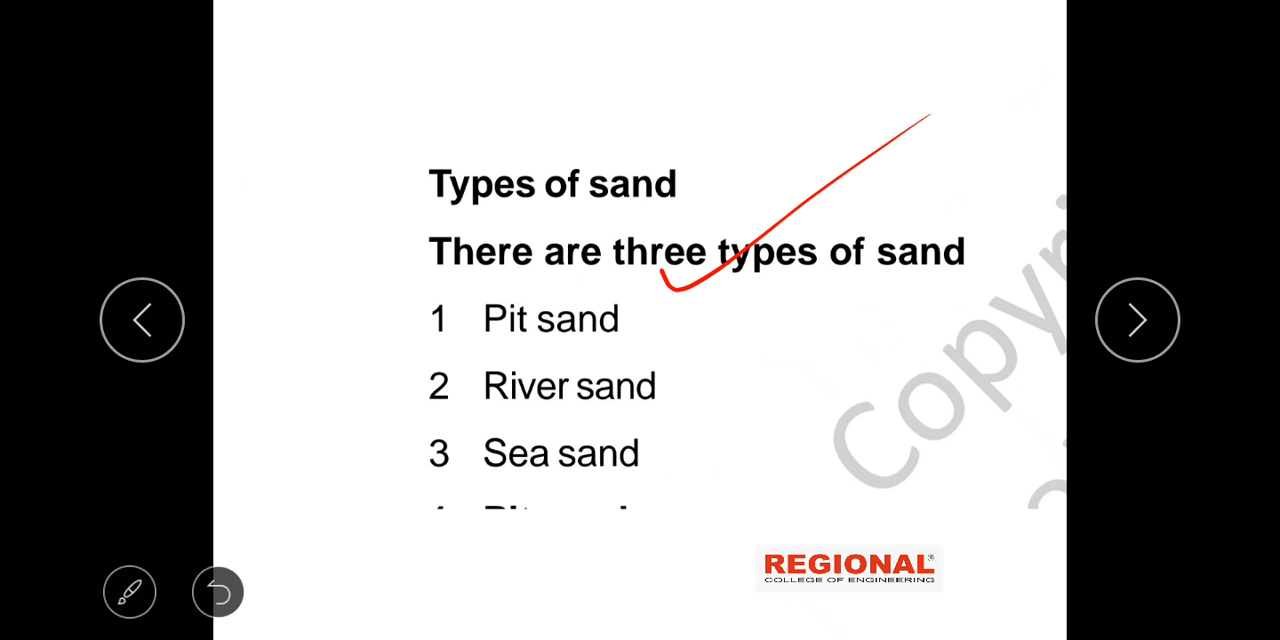 Types of sand
There are three types of sand
1 Pit sand
2 River sand
3 Sea sand
REGIONAL
COLLEGE OF ENGINEERING